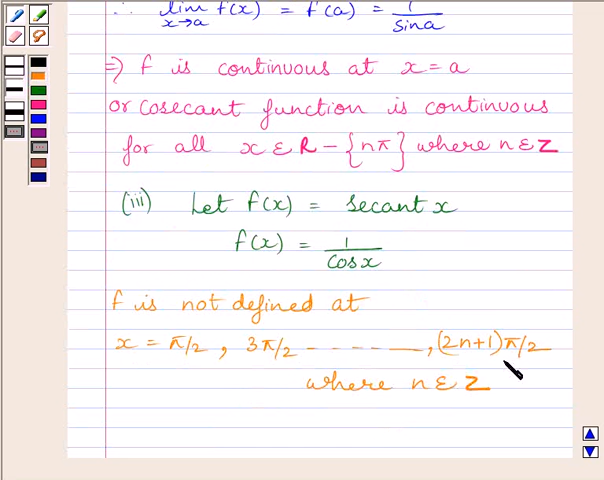 ∴ lim x→a f(x) = f(a) = 1/sin a
⇒ f is continuous at x = a
or cosecant function is continuous
for all x ε R - {nπ} where n ε Z
(iii) Let f(x) = secant x
f(x) = 1/cos x
f is not defined at
x = π/2 , 3π/2 - - - - - —, (2n+1)π/2
where n ε Z